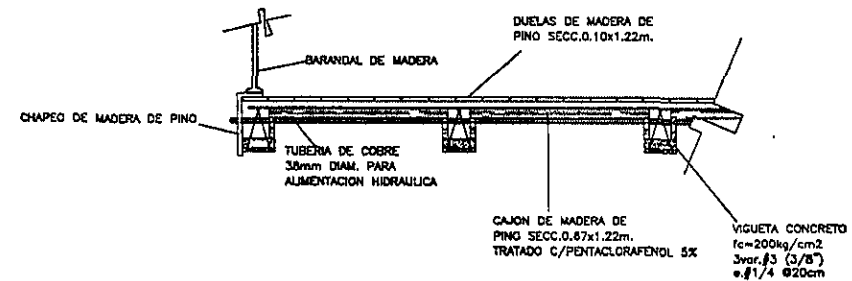 DUELAS DE MADERA DE
PINO SECC.0.10x1.22m.
BARANDAL DE MADERA
CHAPEO DE MADERA DE PINO
TUBERIA DE COBRE
38mm DIAM. PARA
ALIMENTACION HIDRAULICA
CAJON DE MADERA DE
PINO SECC.0.87x1.22m.
TRATADO C/PENTACLORAFENOL 5%
VIGUETA CONCRETO
fc=200kg/cm2
3var.#3 (3/8")
e.#1/4 @20cm